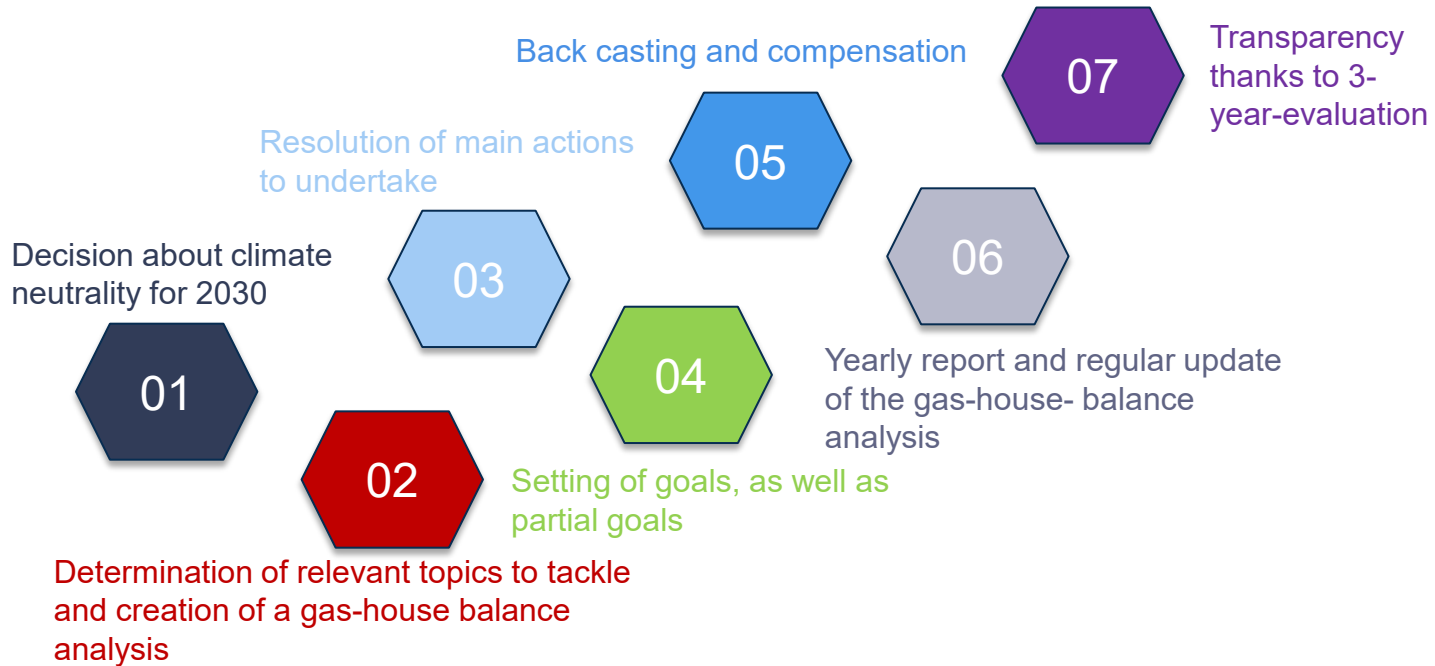 Decision about climate
neutrality for 2030
01
02
Determination of relevant topics to tackle
and creation of a gas-house balance
analysis
Resolution of main actions
to undertake
03
04
Setting of goals, as well as
partial goals
Back casting and compensation
05
06
Yearly report and regular update
of the gas-house- balance
analysis
07
Transparency
thanks to 3-
year-evaluation